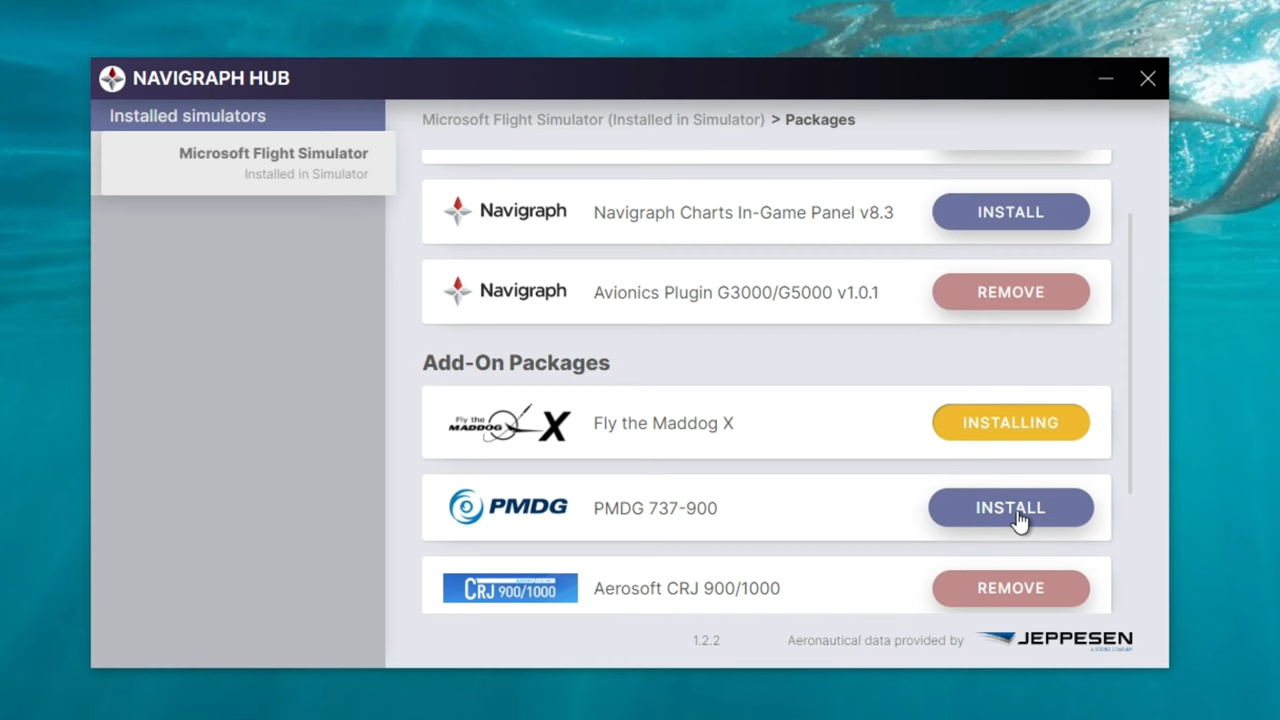 NAVIGRAPH HUB
Installed simulators
Microsoft Flight Simulator
Installed in Simulator
Microsoft Flight Simulator (Installed in Simulator) > Packages
Navigraph Navigraph Charts In-Game Panel v8.3 INSTALL
Navigraph Avionics Plugin G3000/G5000 v1.0.1 REMOVE
Add-On Packages
Fly the MADDOG X Fly the Maddog X INSTALLING
PMDG PMDG 737-900 INSTALL
CRJ 900/1000 Aerosoft CRJ 900/1000 REMOVE
1.2.2 Aeronautical data provided by JEPPESEN